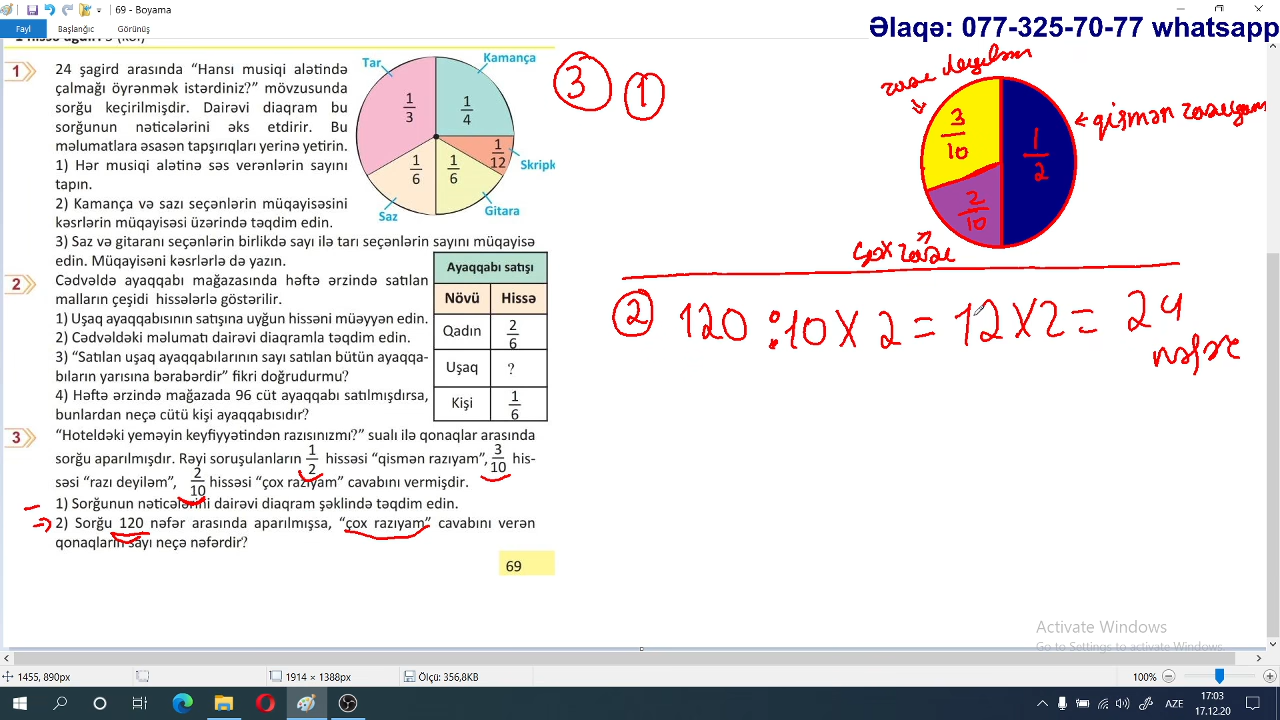 69 - Boyama
Əlaqə: 077-325-70-77 whatsapp
Fayl
Başlanğıc
Görünüş
1
24 şagird arasında “Hansı musiqi alətində
çalmağı öyrənmək istərdiniz?” mövzusunda
sorğu keçirilmişdir. Dairəvi diaqram bu
sorğunun nəticələrini əks etdirir. Bu
məlumatlara əsasən tapşırıqları yerinə yetirin.
1) Hər musiqi alətinə səs verənlərin sayını
tapın.
2) Kamança və sazı seçənlərin müqayisəsini
kəsrlərin müqayisəsi üzərində təqdim edin.
3) Saz və gitaranı seçənlərin birlikdə sayı ilə tarı seçənlərin sayını müqayisə
edin. Müqayisəni kəsrlərlə də yazın.
Tar
Kamança
1/3
1/4
1/12
Skripk
1/6
1/6
Saz
Gitara
2
Cədvəldə ayaqqabı mağazasında həftə ərzində satılan
malların çeşidi hissələrlə göstərilir.
1) Uşaq ayaqqabısının satışına uyğun hissəni müəyyən edin.
2) Cədvəldəki məlumatı dairəvi diaqramla təqdim edin.
3) “Satılan uşaq ayaqqabılarının sayı satılan bütün ayaqqa-
bıların yarısına bərabərdir” fikri doğrudurmu?
4) Həftə ərzində mağazada 96 cüt ayaqqabı satılmışdırsa,
bunlardan neçə cütü kişi ayaqqabısıdır?
Ayaqqabı satışı
Növü Hissə
Qadın 2/6
Uşaq ?
Kişi 1/6
3
“Hoteldəki yeməyin keyfiyyətindən razısınızmı?” sualı ilə qonaqlar arasında
sorğu aparılmışdır. Rəyi soruşulanların 1/2 hissəsi “qismən razıyam”, 3/10 his-
səsi “razı deyiləm”, 2/10 hissəsi “çox razıyam” cavabını vermişdir.
1) Sorğunun nəticələrini dairəvi diaqram şəklində təqdim edin.
2) Sorğu 120 nəfər arasında aparılmışsa, “çox razıyam” cavabını verən
qonaqların sayı neçə nəfərdir?
69
3
1
3/10
1/2
2/10
2 120 : 10 X 2 = 12 X 2 = 24
Activate Windows
Go to Settings to activate Windows.
1455, 890px
1914 × 1388px
Ölçü: 356,8KB
100%
AZE
17:03
17.12.20